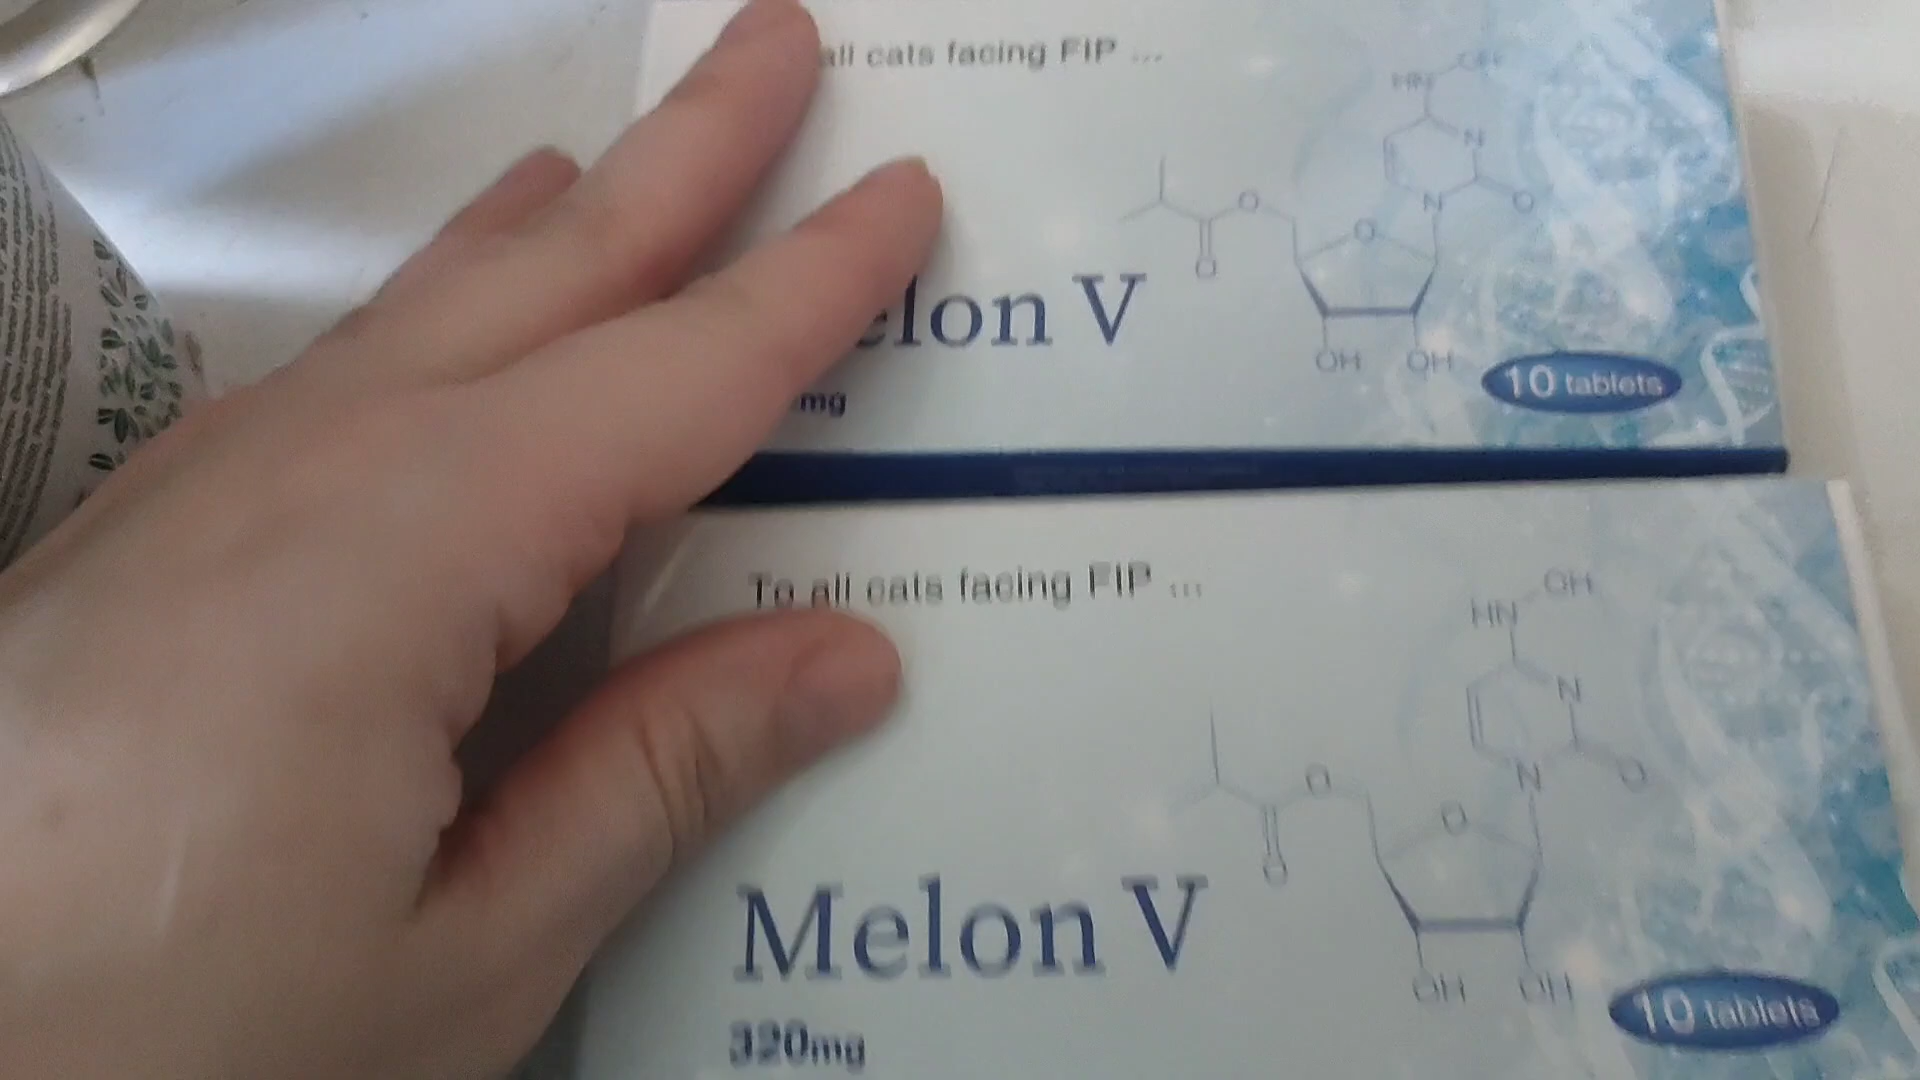 all cats facing FIP ...
elon V
mg
HN
OH
N
N
O
O
O
O
OH
OH
10 tablets
To all cats facing FIP ...
HN
OH
N
N
O
O
O
O
Melon V
OH
OH
10 tablets
320mg